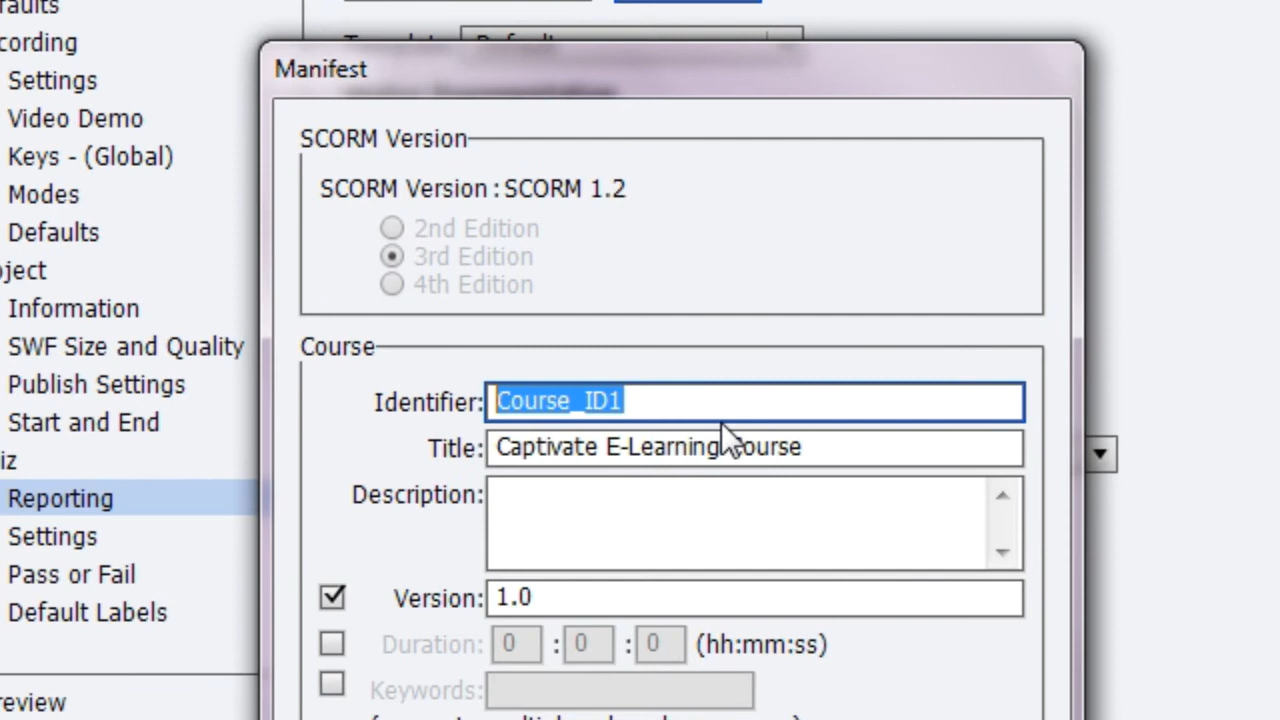 cording
Settings
Video Demo
Keys - (Global)
Modes
Defaults
ject
Information
SWF Size and Quality
Publish Settings
Start and End
iz
Reporting
Settings
Pass or Fail
Default Labels
review
Manifest
SCORM Version
SCORM Version : SCORM 1.2
2nd Edition
3rd Edition
4th Edition
Course
Identifier: Course_ID1
Title: Captivate E-Learning Course
Description:
Version: 1.0
Duration: 0 : 0 : 0 (hh:mm:ss)
Keywords: